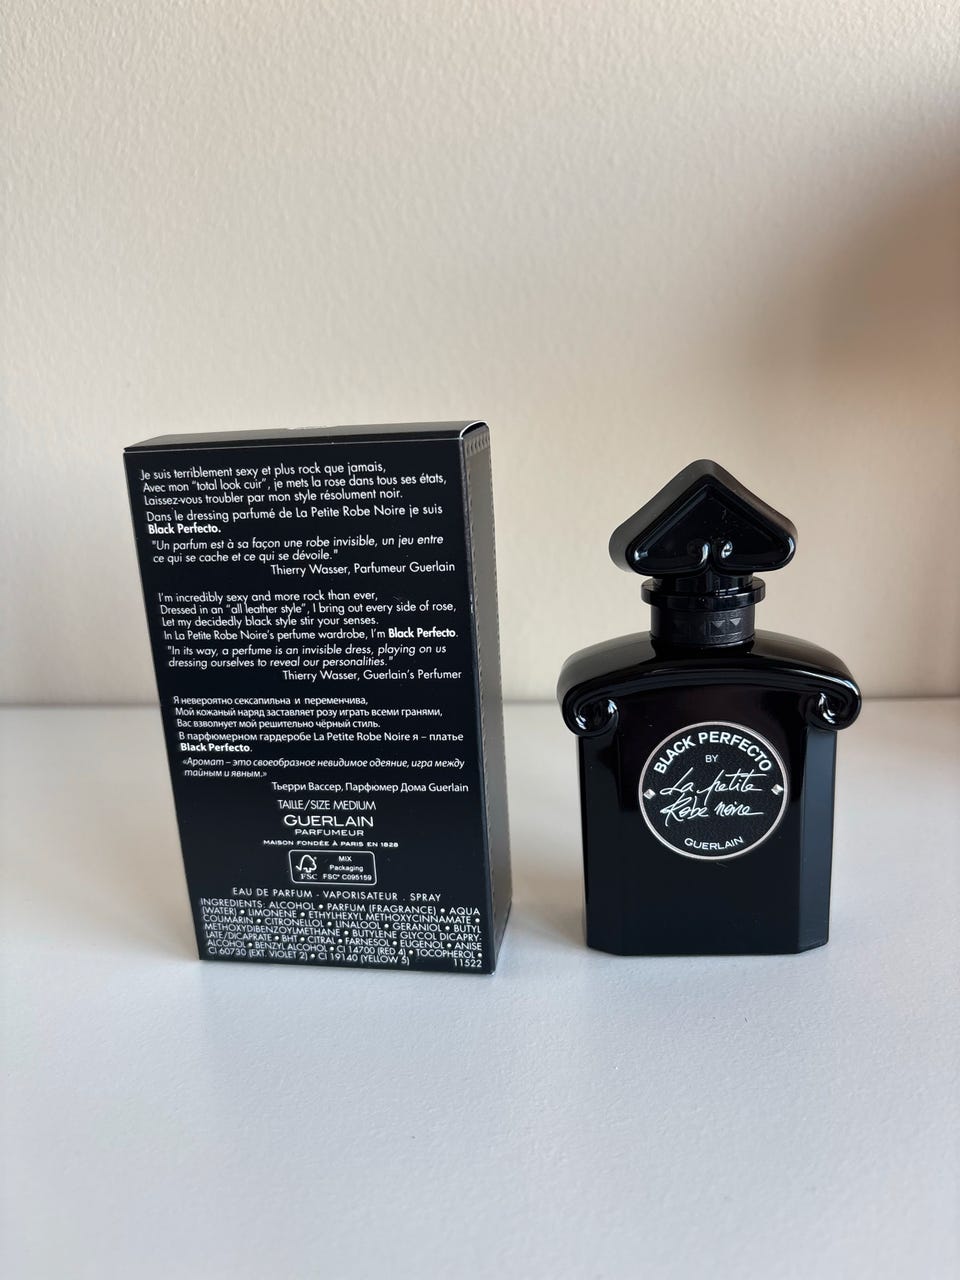 Je suis terriblement sexy et plus rock que jamais,
Avec mon "total look cuir", je mets la rose dans tous ses états,
Laissez-vous troubler par mon style résolument noir.
Dans le dressing parfumé de La Petite Robe Noire je suis
Black Perfecto.
"Un parfum est à sa façon une robe invisible, un jeu entre
ce qui se cache et ce qui se dévoile."
Thierry Wasser, Parfumeur Guerlain
I'm incredibly sexy and more rock than ever,
Dressed in an "all leather style", I bring out every side of rose,
Let my decidedly black style stir your senses.
In La Petite Robe Noire's perfume wardrobe, I'm Black Perfecto.
"In its way, a perfume is an invisible dress, playing on us
dressing ourselves to reveal our personalities."
Thierry Wasser, Guerlain's Perfumer
Я невероятно сексапильна и переменчива,
Мой кожаный наряд заставляет розу играть всеми гранями,
Вас взволнует мой решительно чёрный стиль.
В парфюмерном гардеробе La Petite Robe Noire я – платье
Black Perfecto.
«Аромат – это своеобразное невидимое одеяние, игра между
тайным и явным.»
Тьерри Вассер, Парфюмер Дома Guerlain
TAILLE/SIZE MEDIUM
GUERLAIN
PARFUMEUR
MAISON FONDÉE À PARIS EN 1828
FSC
MIX
Packaging
FSC® C095159
EAU DE PARFUM - VAPORISATEUR . SPRAY
INGREDIENTS: ALCOHOL • PARFUM (FRAGRANCE) • AQUA
(WATER) • LIMONENE • ETHYLHEXYL METHOXYCINNAMATE •
COUMARIN • CITRONELLOL • LINALOOL • GERANIOL • BUTYL
METHOXYDIBENZOYLMETHANE • BUTYLENE GLYCOL DICAPRY-
LATE/DICAPRATE • BHT • CITRAL • FARNESOL • EUGENOL • ANISE
ALCOHOL • BENZYL ALCOHOL • CI 14700 (RED 4) • TOCOPHEROL •
CI 60730 (EXT. VIOLET 2) • CI 19140 (YELLOW 5)
11522
BLACK PERFECTO
BY
La petite
Robe noire
GUERLAIN